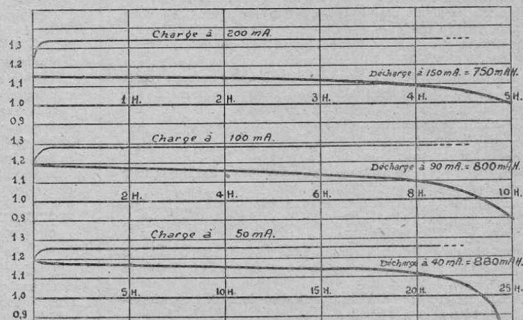 Charge à 200 mA.
1,3
1,2
Décharge à 150 mA. = 750 mA H.
1,1
1.0 1 H. 2 H. 3 H. 4 H. 5 H.
0,9
Charge à 100 mA.
1,3
1,2
Décharge à 90 mA. = 800 mA H.
1,1
1.0 2 H. 4 H. 6 H. 8 H. 10 H.
0,9
Charge à 50 mA.
1 3
1.2
Décharge à 40 mA. = 880 mA H.
1,1
1,0 5 H. 10 H. 15 H. 20 H. 25 H.
0,9